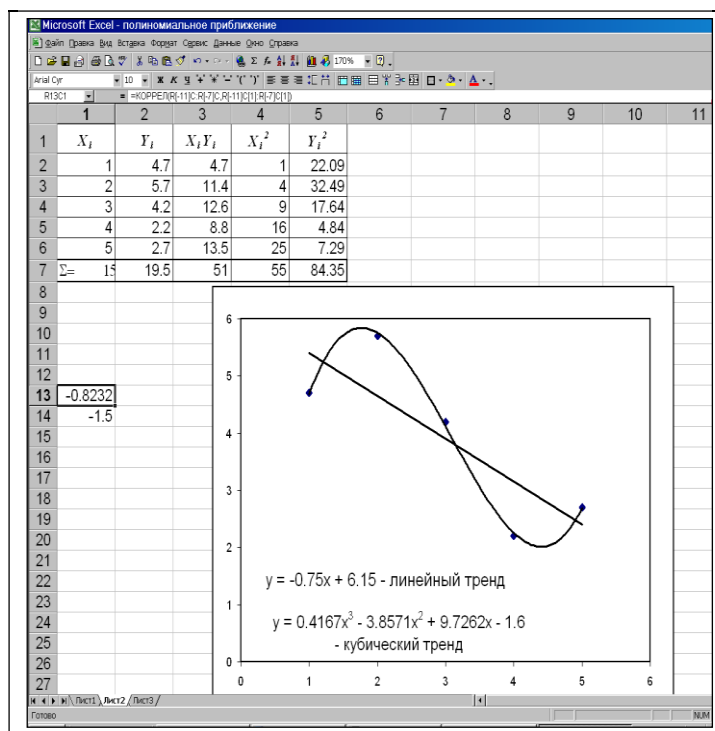 Microsoft Excel - полиномиальное приближение
Файл Правка Вид Вставка Формат Сервис Данные Окно Справка
170%
Arial Cyr 10 Ж К Ч
R13C1 = =КОРРЕЛ(R[-11]C:R[-7]C,R[-11]C[1]:R[-7]C[1])
1 2 3 4 5 6 7 8 9 10 11
1 Xi Yi XiYi Xi² Yi²
2 1 4.7 4.7 1 22.09
3 2 5.7 11.4 4 32.49
4 3 4.2 12.6 9 17.64
5 4 2.2 8.8 16 4.84
6 5 2.7 13.5 25 7.29
7 Σ= 15 19.5 51 55 84.35
8
9
10
11
12
13 -0.8232
14 -1.5
15
16
17
18
19
20
21
22
23
24
25
26
27
6
5
4
3
2
1
0
y = -0.75x + 6.15 - линейный тренд
y = 0.4167x³ - 3.8571x² + 9.7262x - 1.6
- кубический тренд
0 1 2 3 4 5 6
Лист1 Лист2 Лист3
Готово NUM